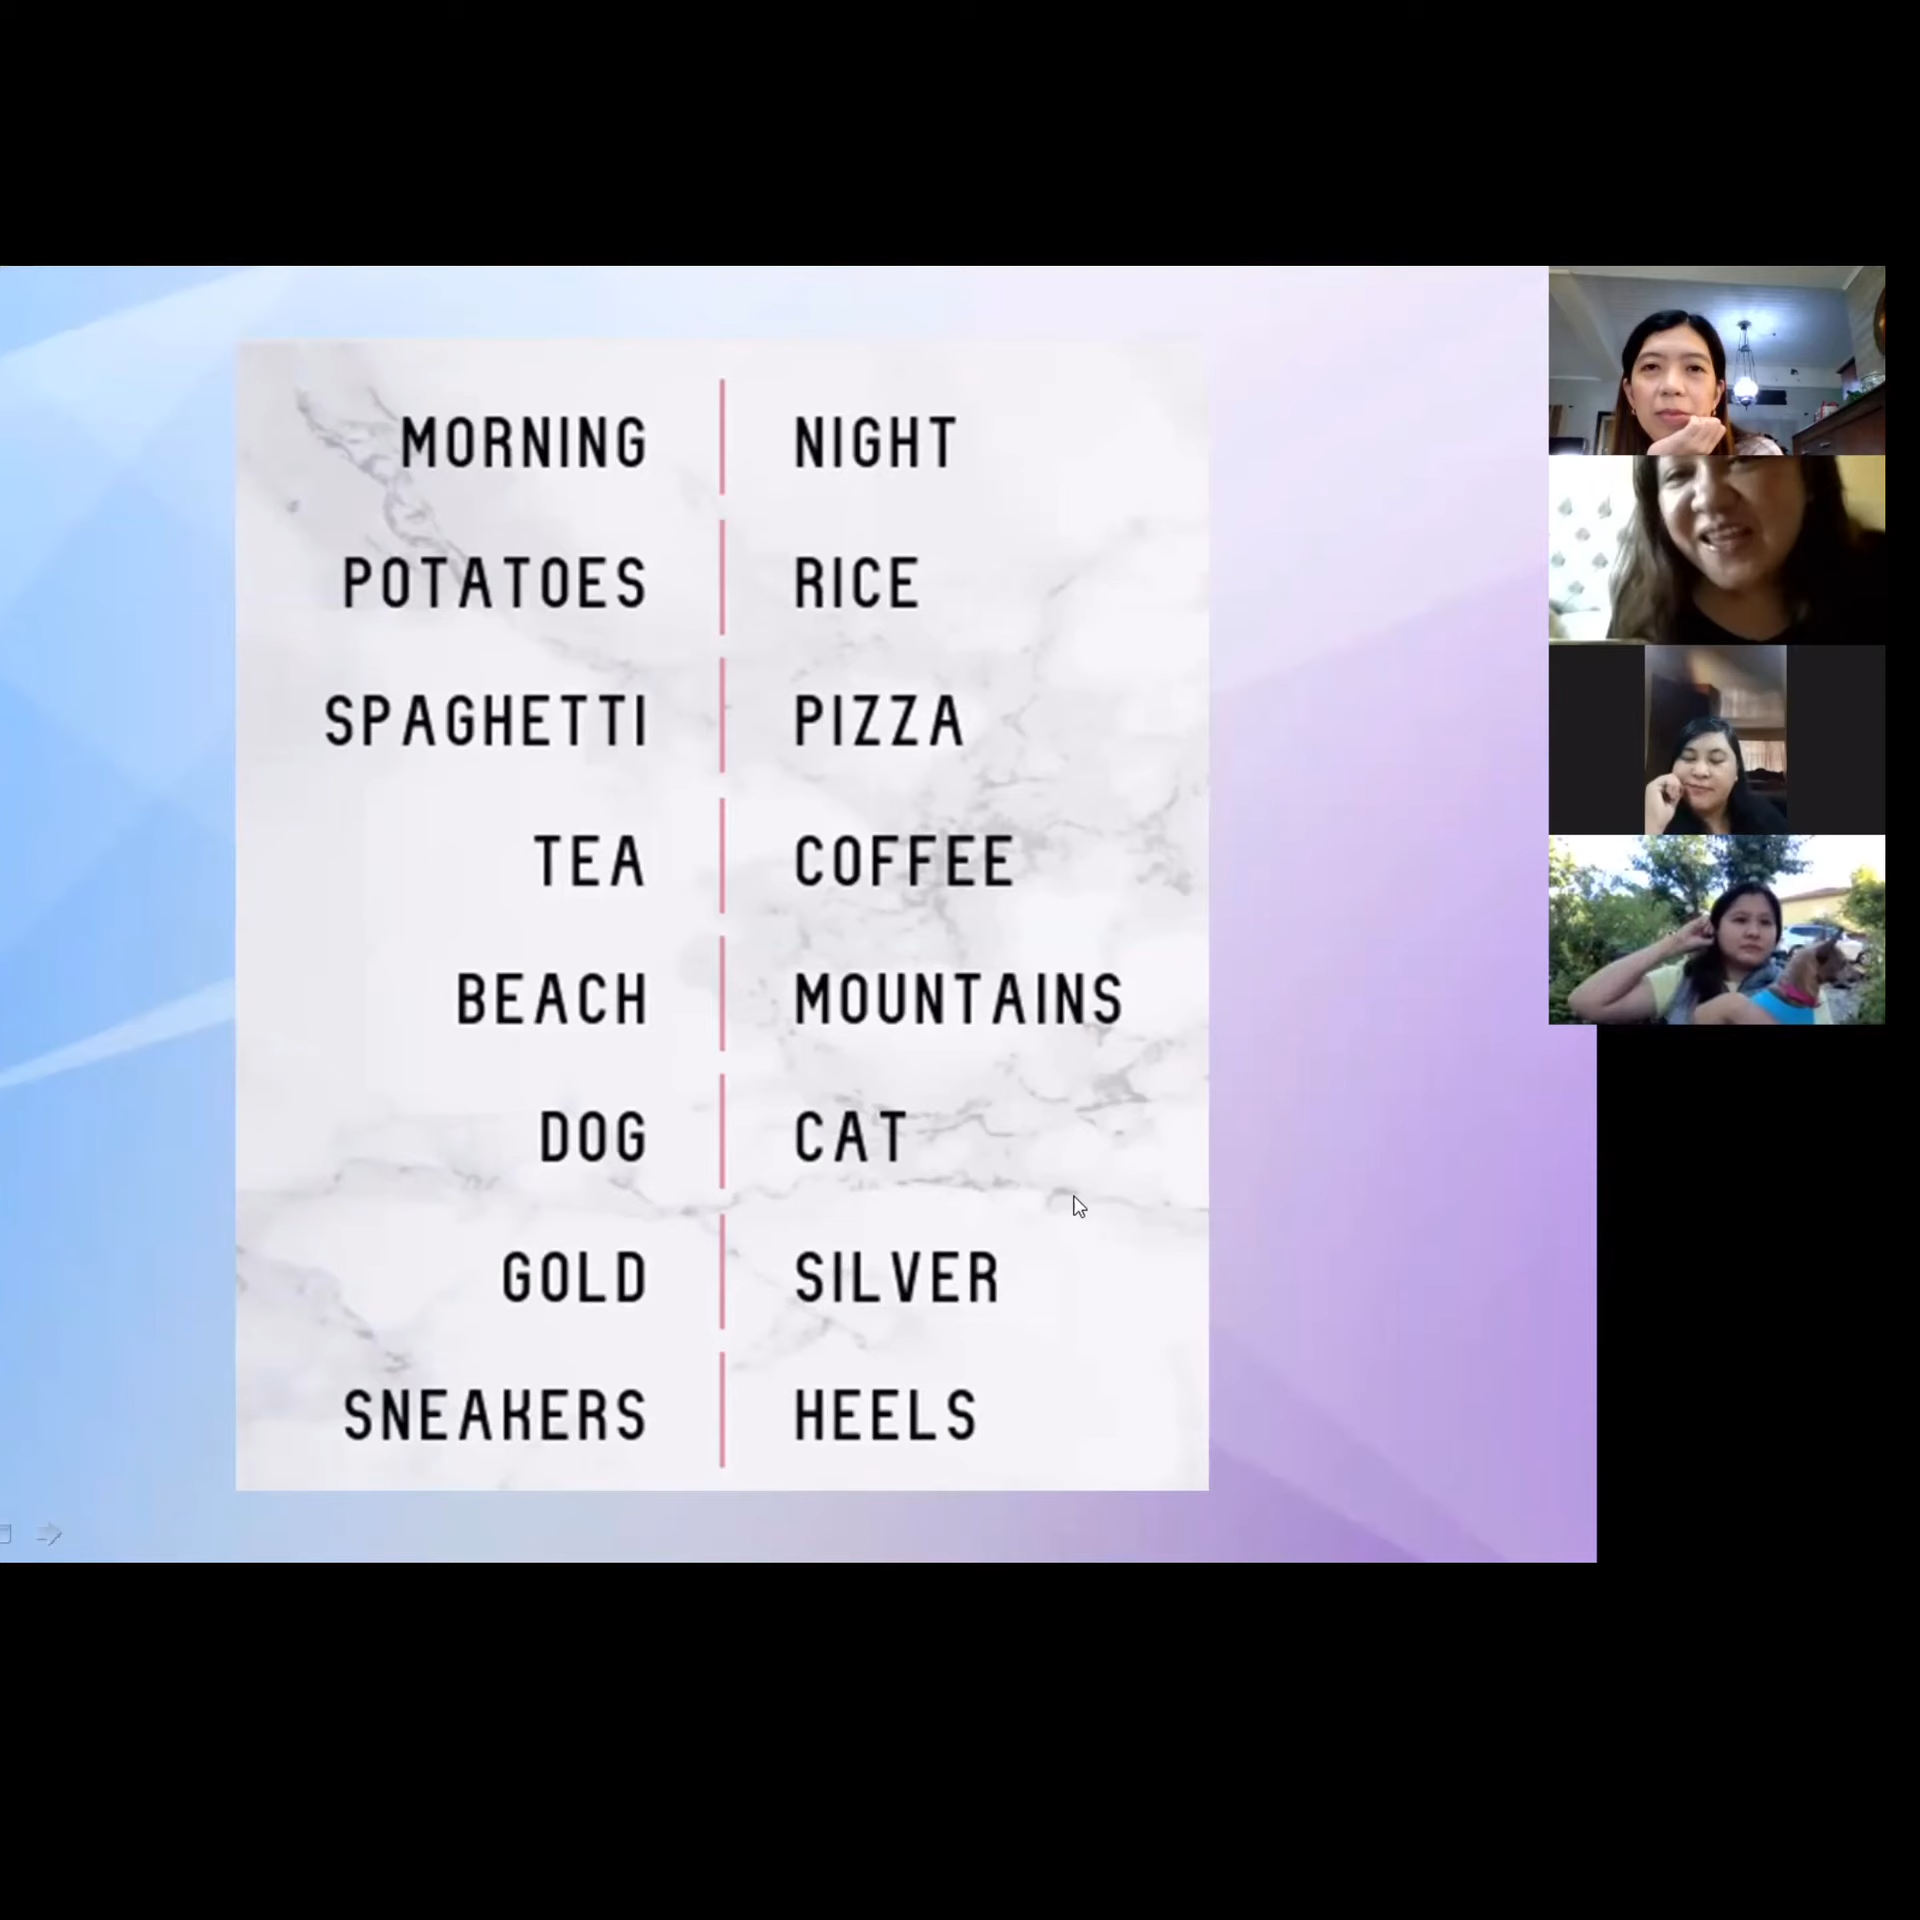 MORNING NIGHT
POTATOES RICE
SPAGHETTI PIZZA
TEA COFFEE
BEACH MOUNTAINS
DOG CAT
GOLD SILVER
SNEAKERS HEELS